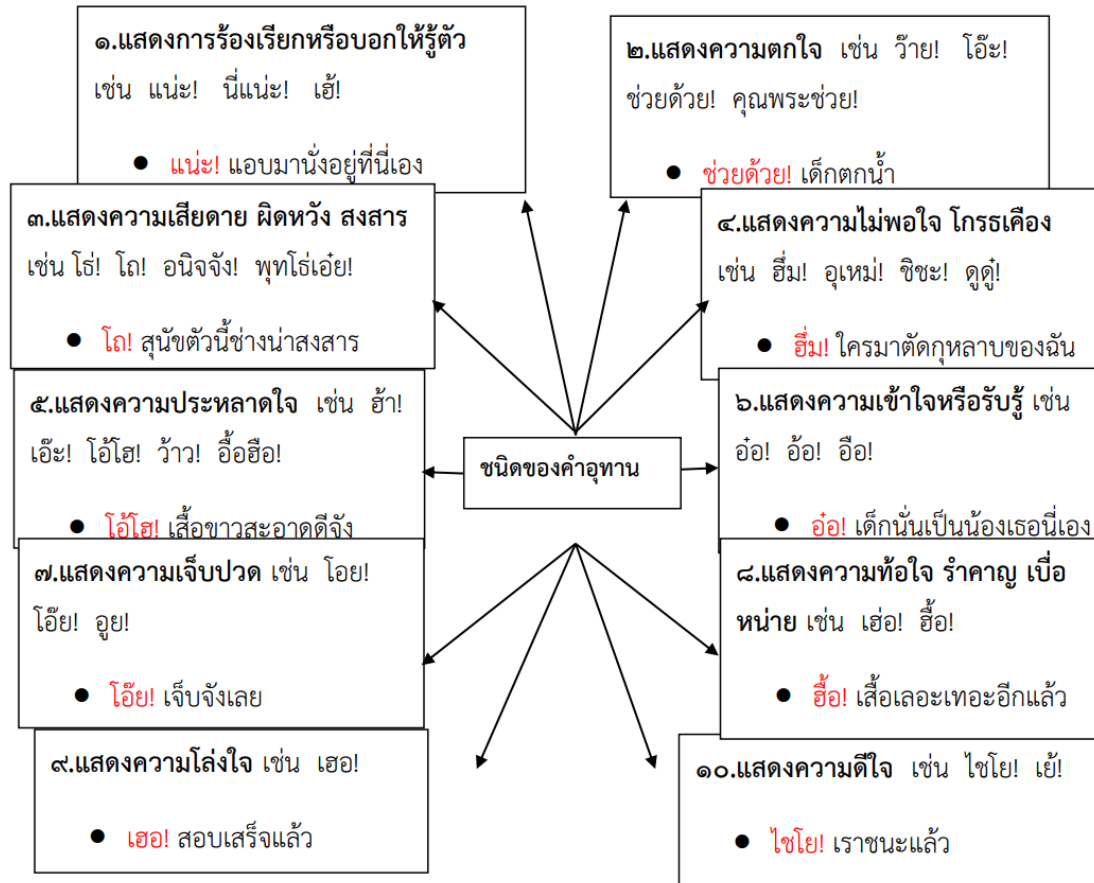 ๑.แสดงการร้องเรียกหรือบอกให้รู้ตัว
เช่น แน่ะ! นี่แน่ะ! เฮ้!
● แน่ะ! แอบมานั่งอยู่ที่นี่เอง
๒.แสดงความตกใจ เช่น ว๊าย! โอ๊ะ!
ช่วยด้วย! คุณพระช่วย!
● ช่วยด้วย! เด็กตกน้ำ
๓.แสดงความเสียดาย ผิดหวัง สงสาร
เช่น โธ่! โถ! อนิจจัง! พุทโธ่เอ๋ย!
● โถ! สุนัขตัวนี้ช่างน่าสงสาร
๔.แสดงความไม่พอใจ โกรธเคือง
เช่น ฮึ่ม! อุเหม่! ชิชะ! ดูดู๋!
● ฮึ่ม! ใครมาตัดกุหลาบของฉัน
๕.แสดงความประหลาดใจ เช่น ฮ้า!
เอ๊ะ! โอ้โฮ! ว้าว! อื้อฮือ!
● โอ้โฮ! เสื้อขาวสะอาดดีจัง
ชนิดของคำอุทาน
๖.แสดงความเข้าใจหรือรับรู้ เช่น
อ๋อ! อ้อ! อือ!
● อ๋อ! เด็กนั่นเป็นน้องเธอนี่เอง
๗.แสดงความเจ็บปวด เช่น โอย!
โอ๊ย! อูย!
● โอ๊ย! เจ็บจังเลย
๘.แสดงความท้อใจ รำคาญ เบื่อ
หน่าย เช่น เฮ่อ! ฮื้อ!
● ฮื้อ! เสื้อเลอะเทอะอีกแล้ว
๙.แสดงความโล่งใจ เช่น เฮอ!
● เฮอ! สอบเสร็จแล้ว
๑๐.แสดงความดีใจ เช่น ไชโย! เย้!
● ไชโย! เราชนะแล้ว